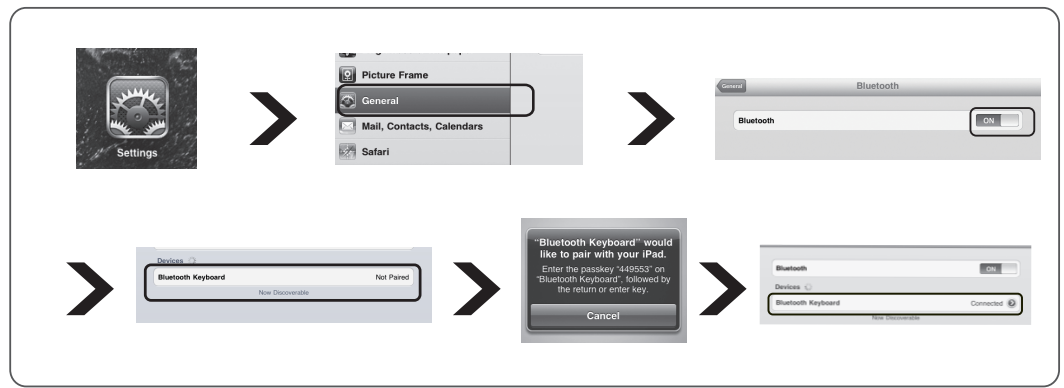 Settings
Picture Frame
General
Mail, Contacts, Calendars
Safari
General
Bluetooth
Bluetooth
ON
Devices
Bluetooth Keyboard
Not Paired
Now Discoverable
“Bluetooth Keyboard” would
like to pair with your iPad.
Enter the passkey “449553” on
“Bluetooth Keyboard”, followed by
the return or enter key.
Cancel
Bluetooth
ON
Devices
Bluetooth Keyboard
Connected
Now Discoverable